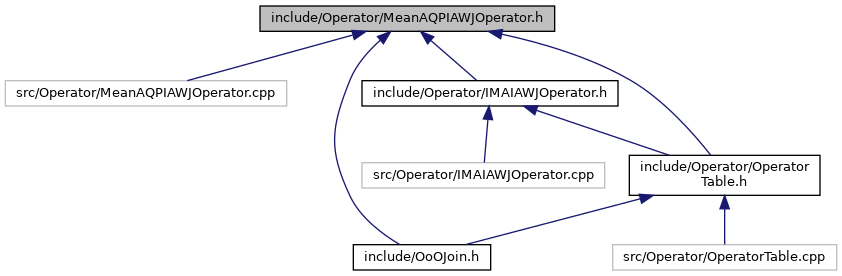 include/Operator/MeanAQPIAWJOperator.h
src/Operator/MeanAQPIAWJOperator.cpp
include/Operator/IMAIAWJOperator.h
src/Operator/IMAIAWJOperator.cpp
include/Operator/Operator
Table.h
include/OoOJoin.h
src/Operator/OperatorTable.cpp